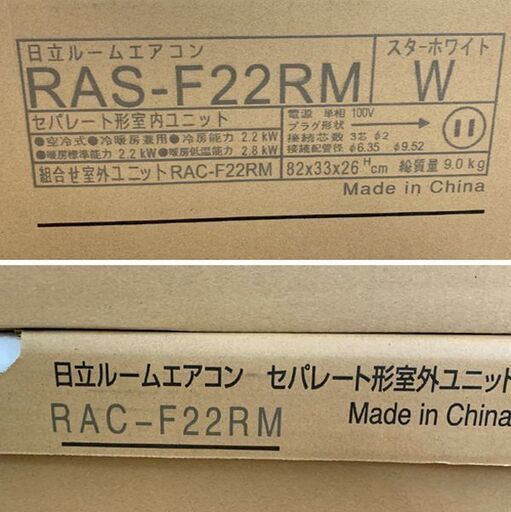 日立ルームエアコン
スターホワイト
RAS-F22RM
W
セパレート形室内ユニット
●空冷式●冷暖房兼用●冷房能力 2.2 kW
●暖房標準能力 2.2 kW●暖房低温能力 2.8 kW
組合せ室外ユニット RAC-F22RM
電源 単相 100V
プラグ形状
接続芯数 3芯 φ2
接続配管径 φ6.35 φ9.52
82x33x26 H cm 総質量 9.0 kg
Made in China
日立ルームエアコン セパレート形室外ユニット
RAC-F22RM
Made in China